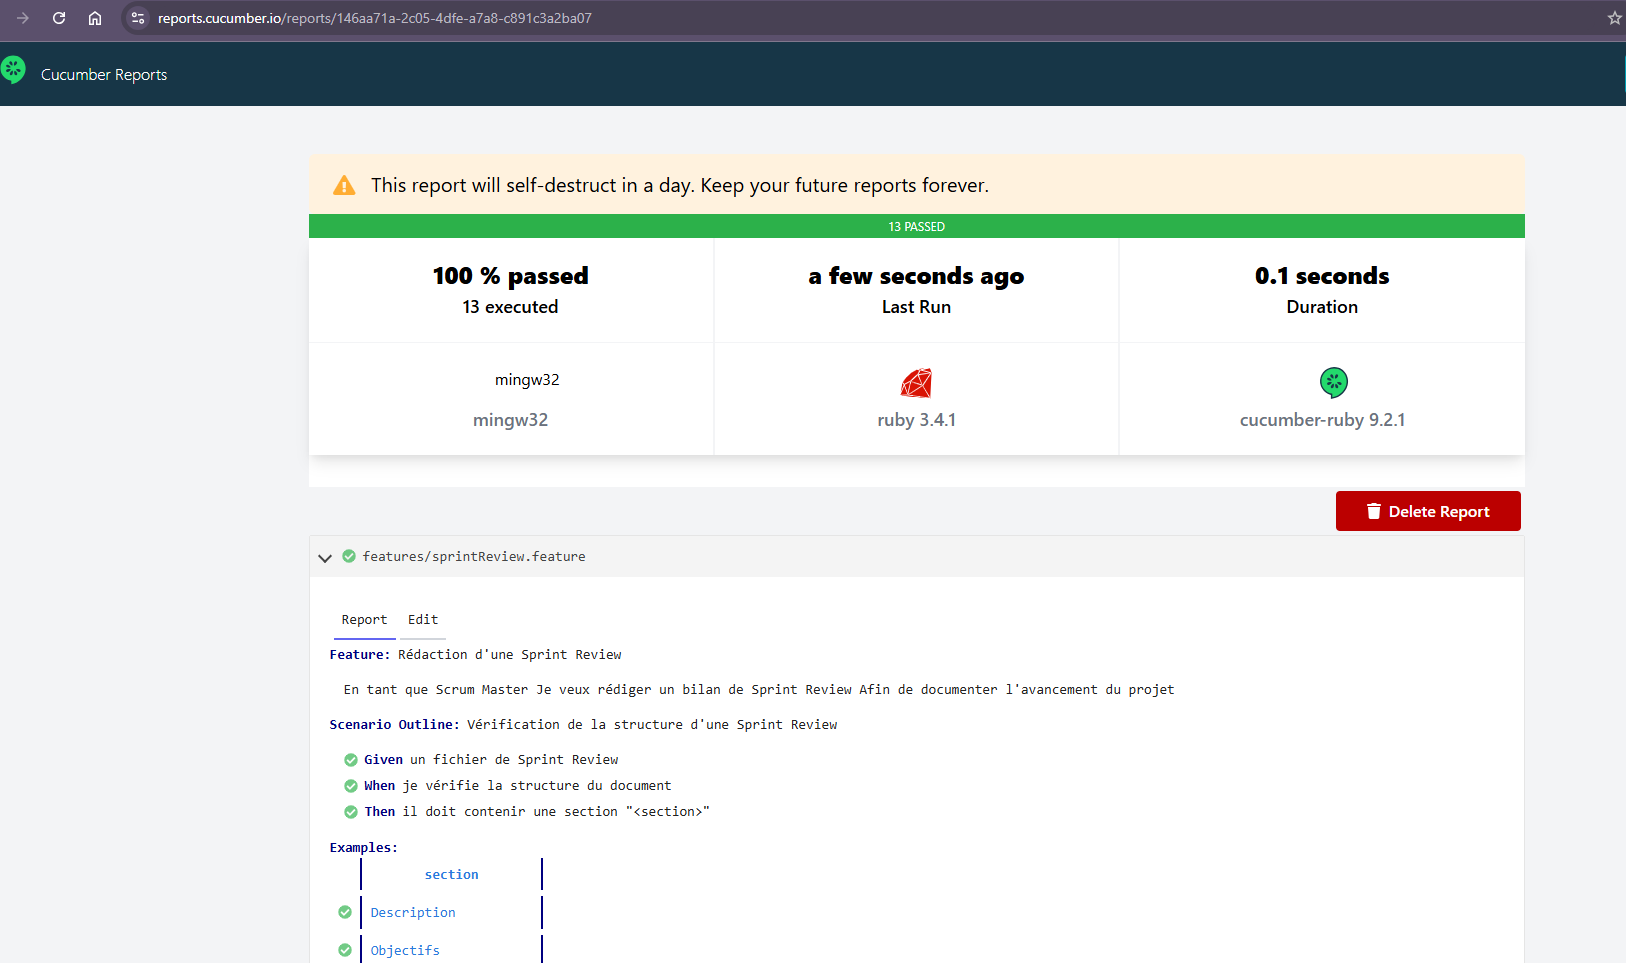 reports.cucumber.io/reports/146aa71a-2c05-4dfe-a7a8-c891c3a2ba07
Cucumber Reports
This report will self-destruct in a day. Keep your future reports forever.
13 PASSED
100 % passed
13 executed
a few seconds ago
Last Run
0.1 seconds
Duration
mingw32
mingw32
ruby 3.4.1
cucumber-ruby 9.2.1
Delete Report
features/sprintReview.feature
Report Edit
Feature: Rédaction d'une Sprint Review
En tant que Scrum Master Je veux rédiger un bilan de Sprint Review Afin de documenter l'avancement du projet
Scenario Outline: Vérification de la structure d'une Sprint Review
Given un fichier de Sprint Review
When je vérifie la structure du document
Then il doit contenir une section "<section>"
Examples:
section
Description
Objectifs